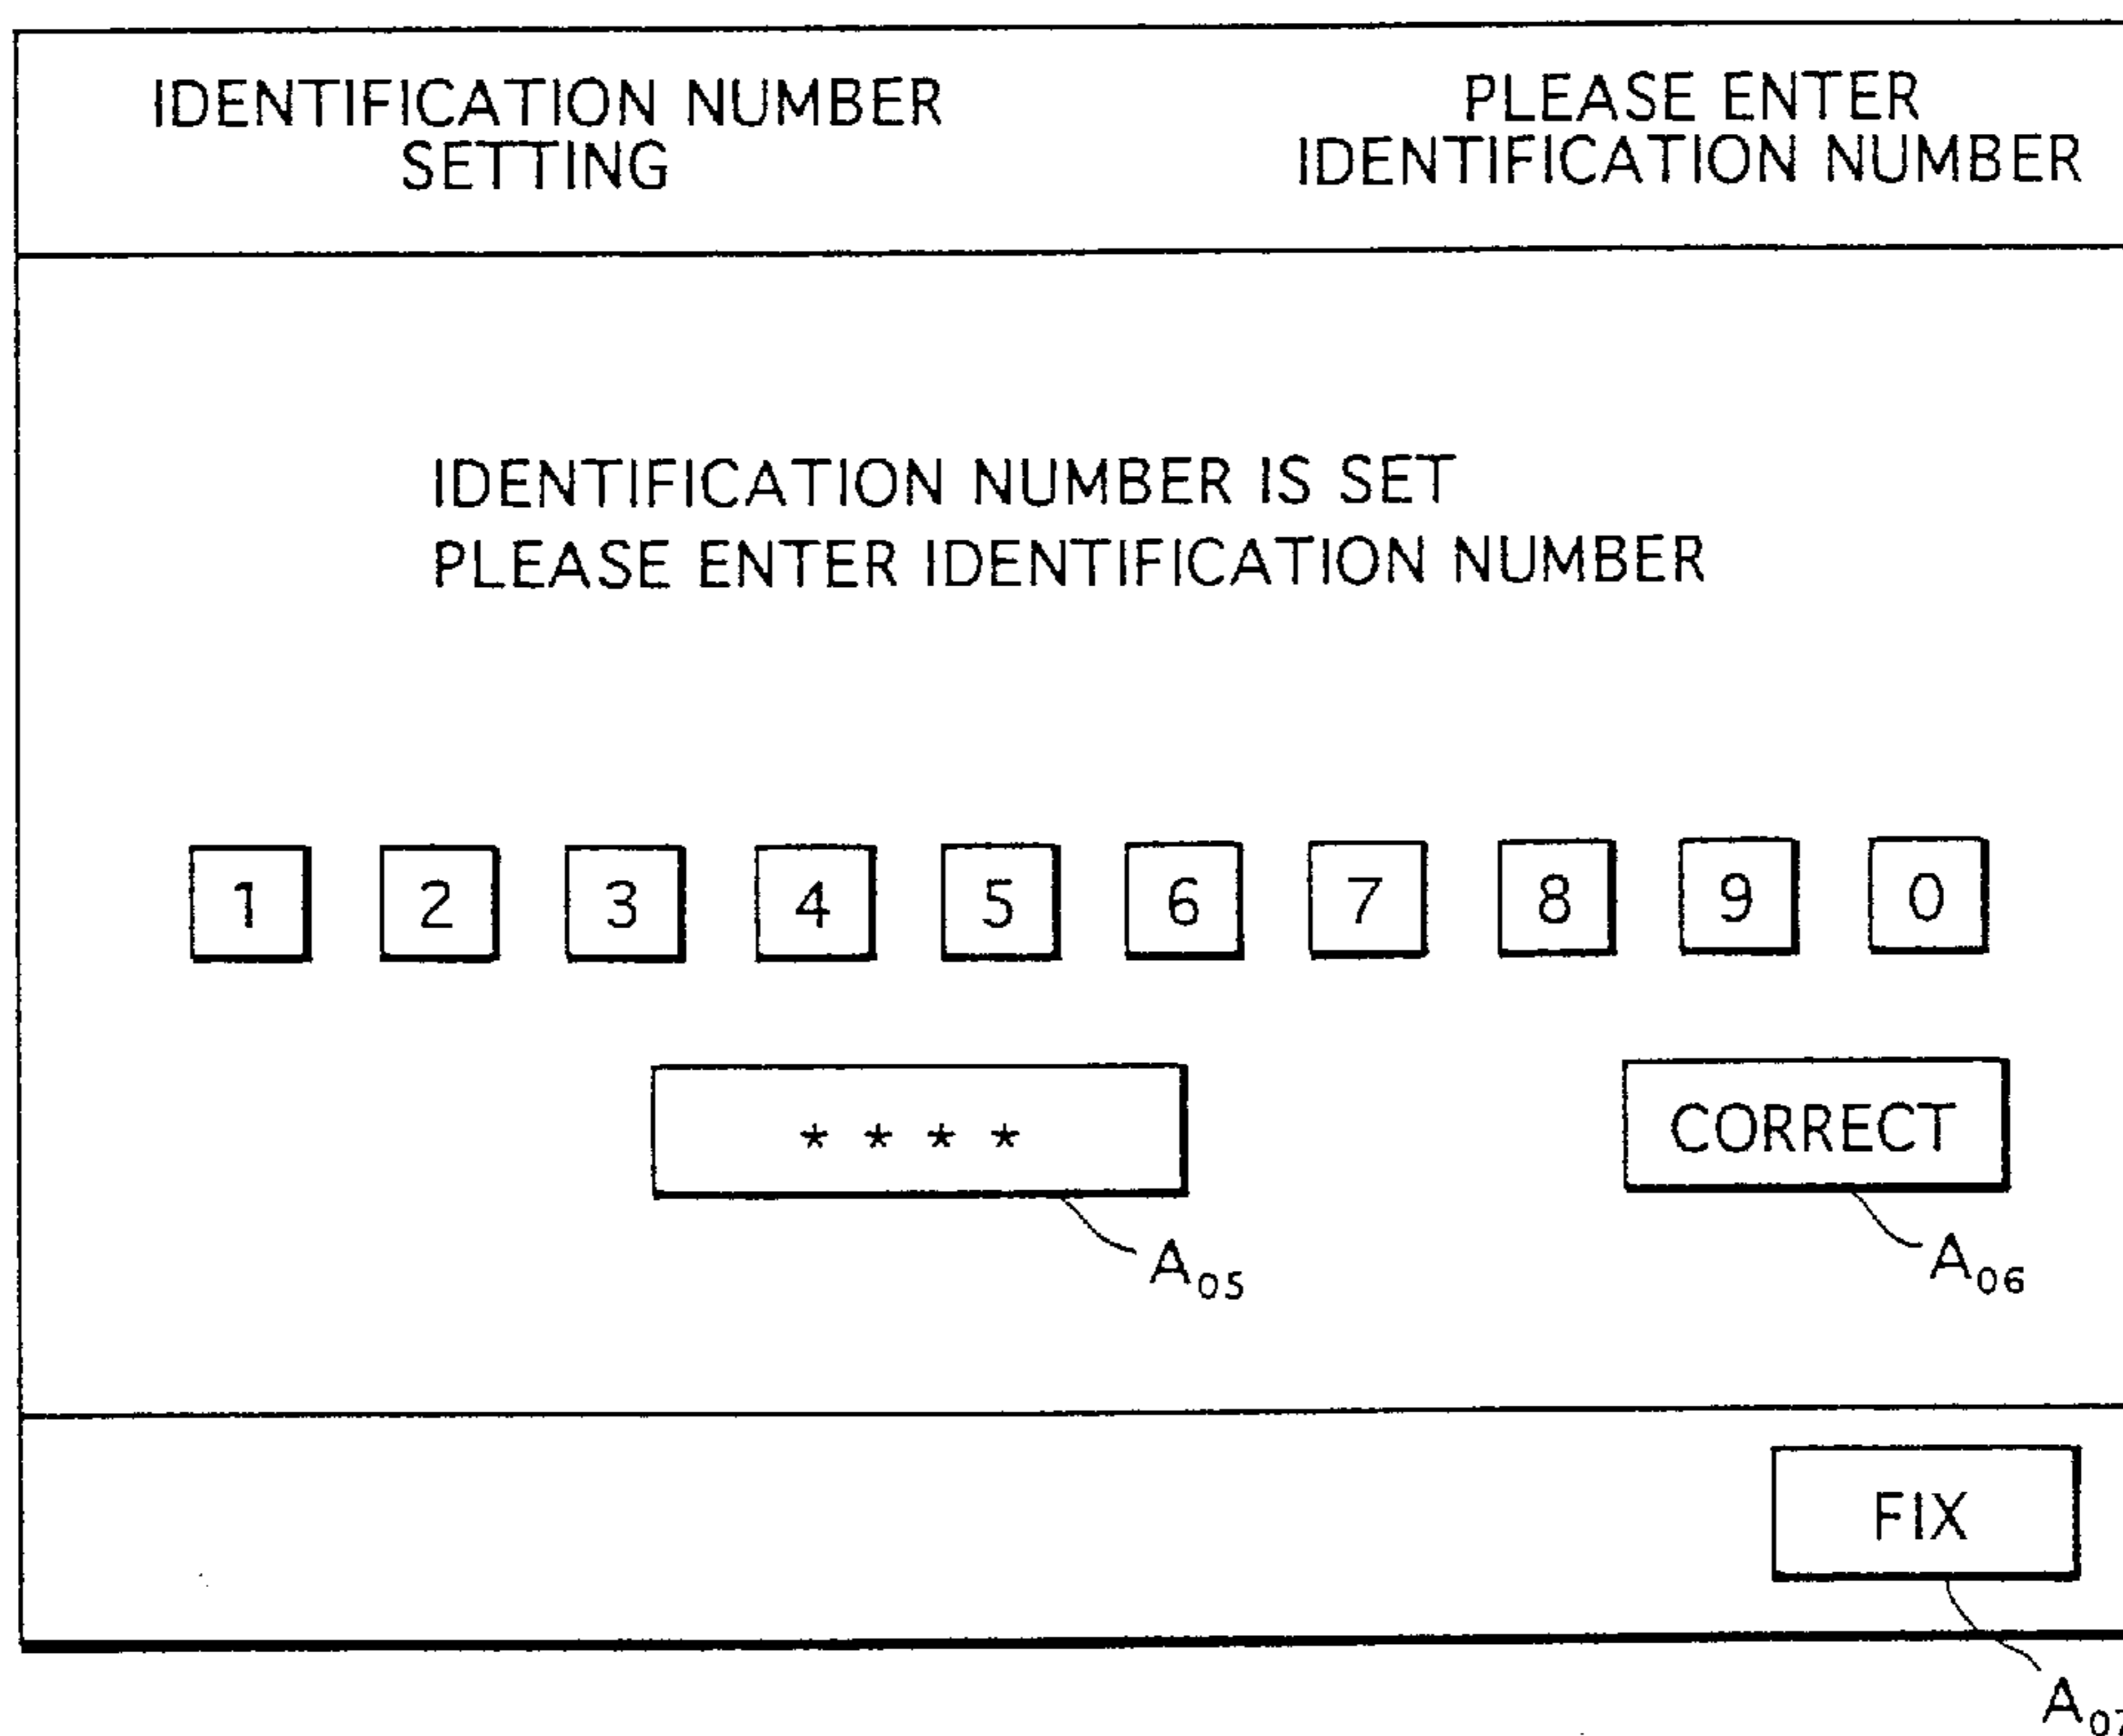 IDENTIFICATION NUMBER
SETTING
PLEASE ENTER
IDENTIFICATION NUMBER
IDENTIFICATION NUMBER IS SET
PLEASE ENTER IDENTIFICATION NUMBER
1 2 3 4 5 6 7 8 9 0
* * * * CORRECT
A05 A06
FIX